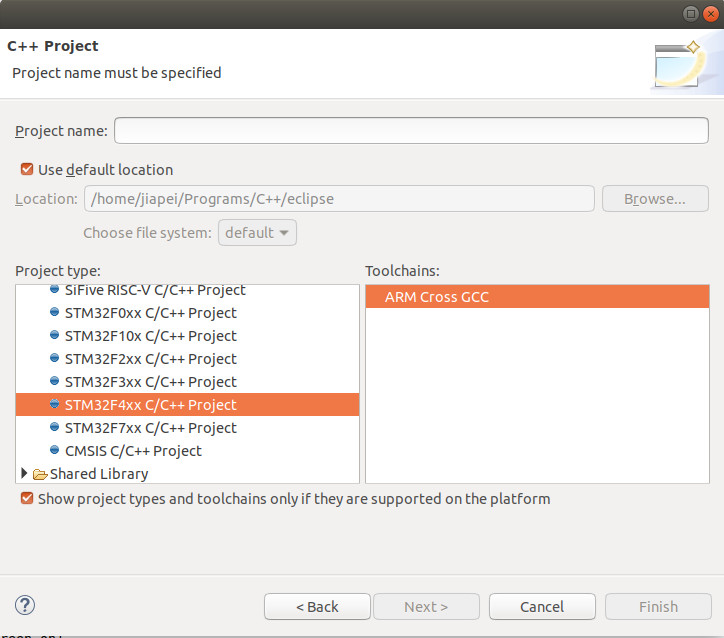 C++ Project
Project name must be specified
Project name:
Use default location
Location: /home/jiapei/Programs/C++/eclipse Browse...
Choose file system: default
Project type: Toolchains:
SiFive RISC-V C/C++ Project ARM Cross GCC
STM32F0xx C/C++ Project
STM32F10x C/C++ Project
STM32F2xx C/C++ Project
STM32F3xx C/C++ Project
STM32F4xx C/C++ Project
STM32F7xx C/C++ Project
CMSIS C/C++ Project
Shared Library
Show project types and toolchains only if they are supported on the platform
? < Back Next > Cancel Finish